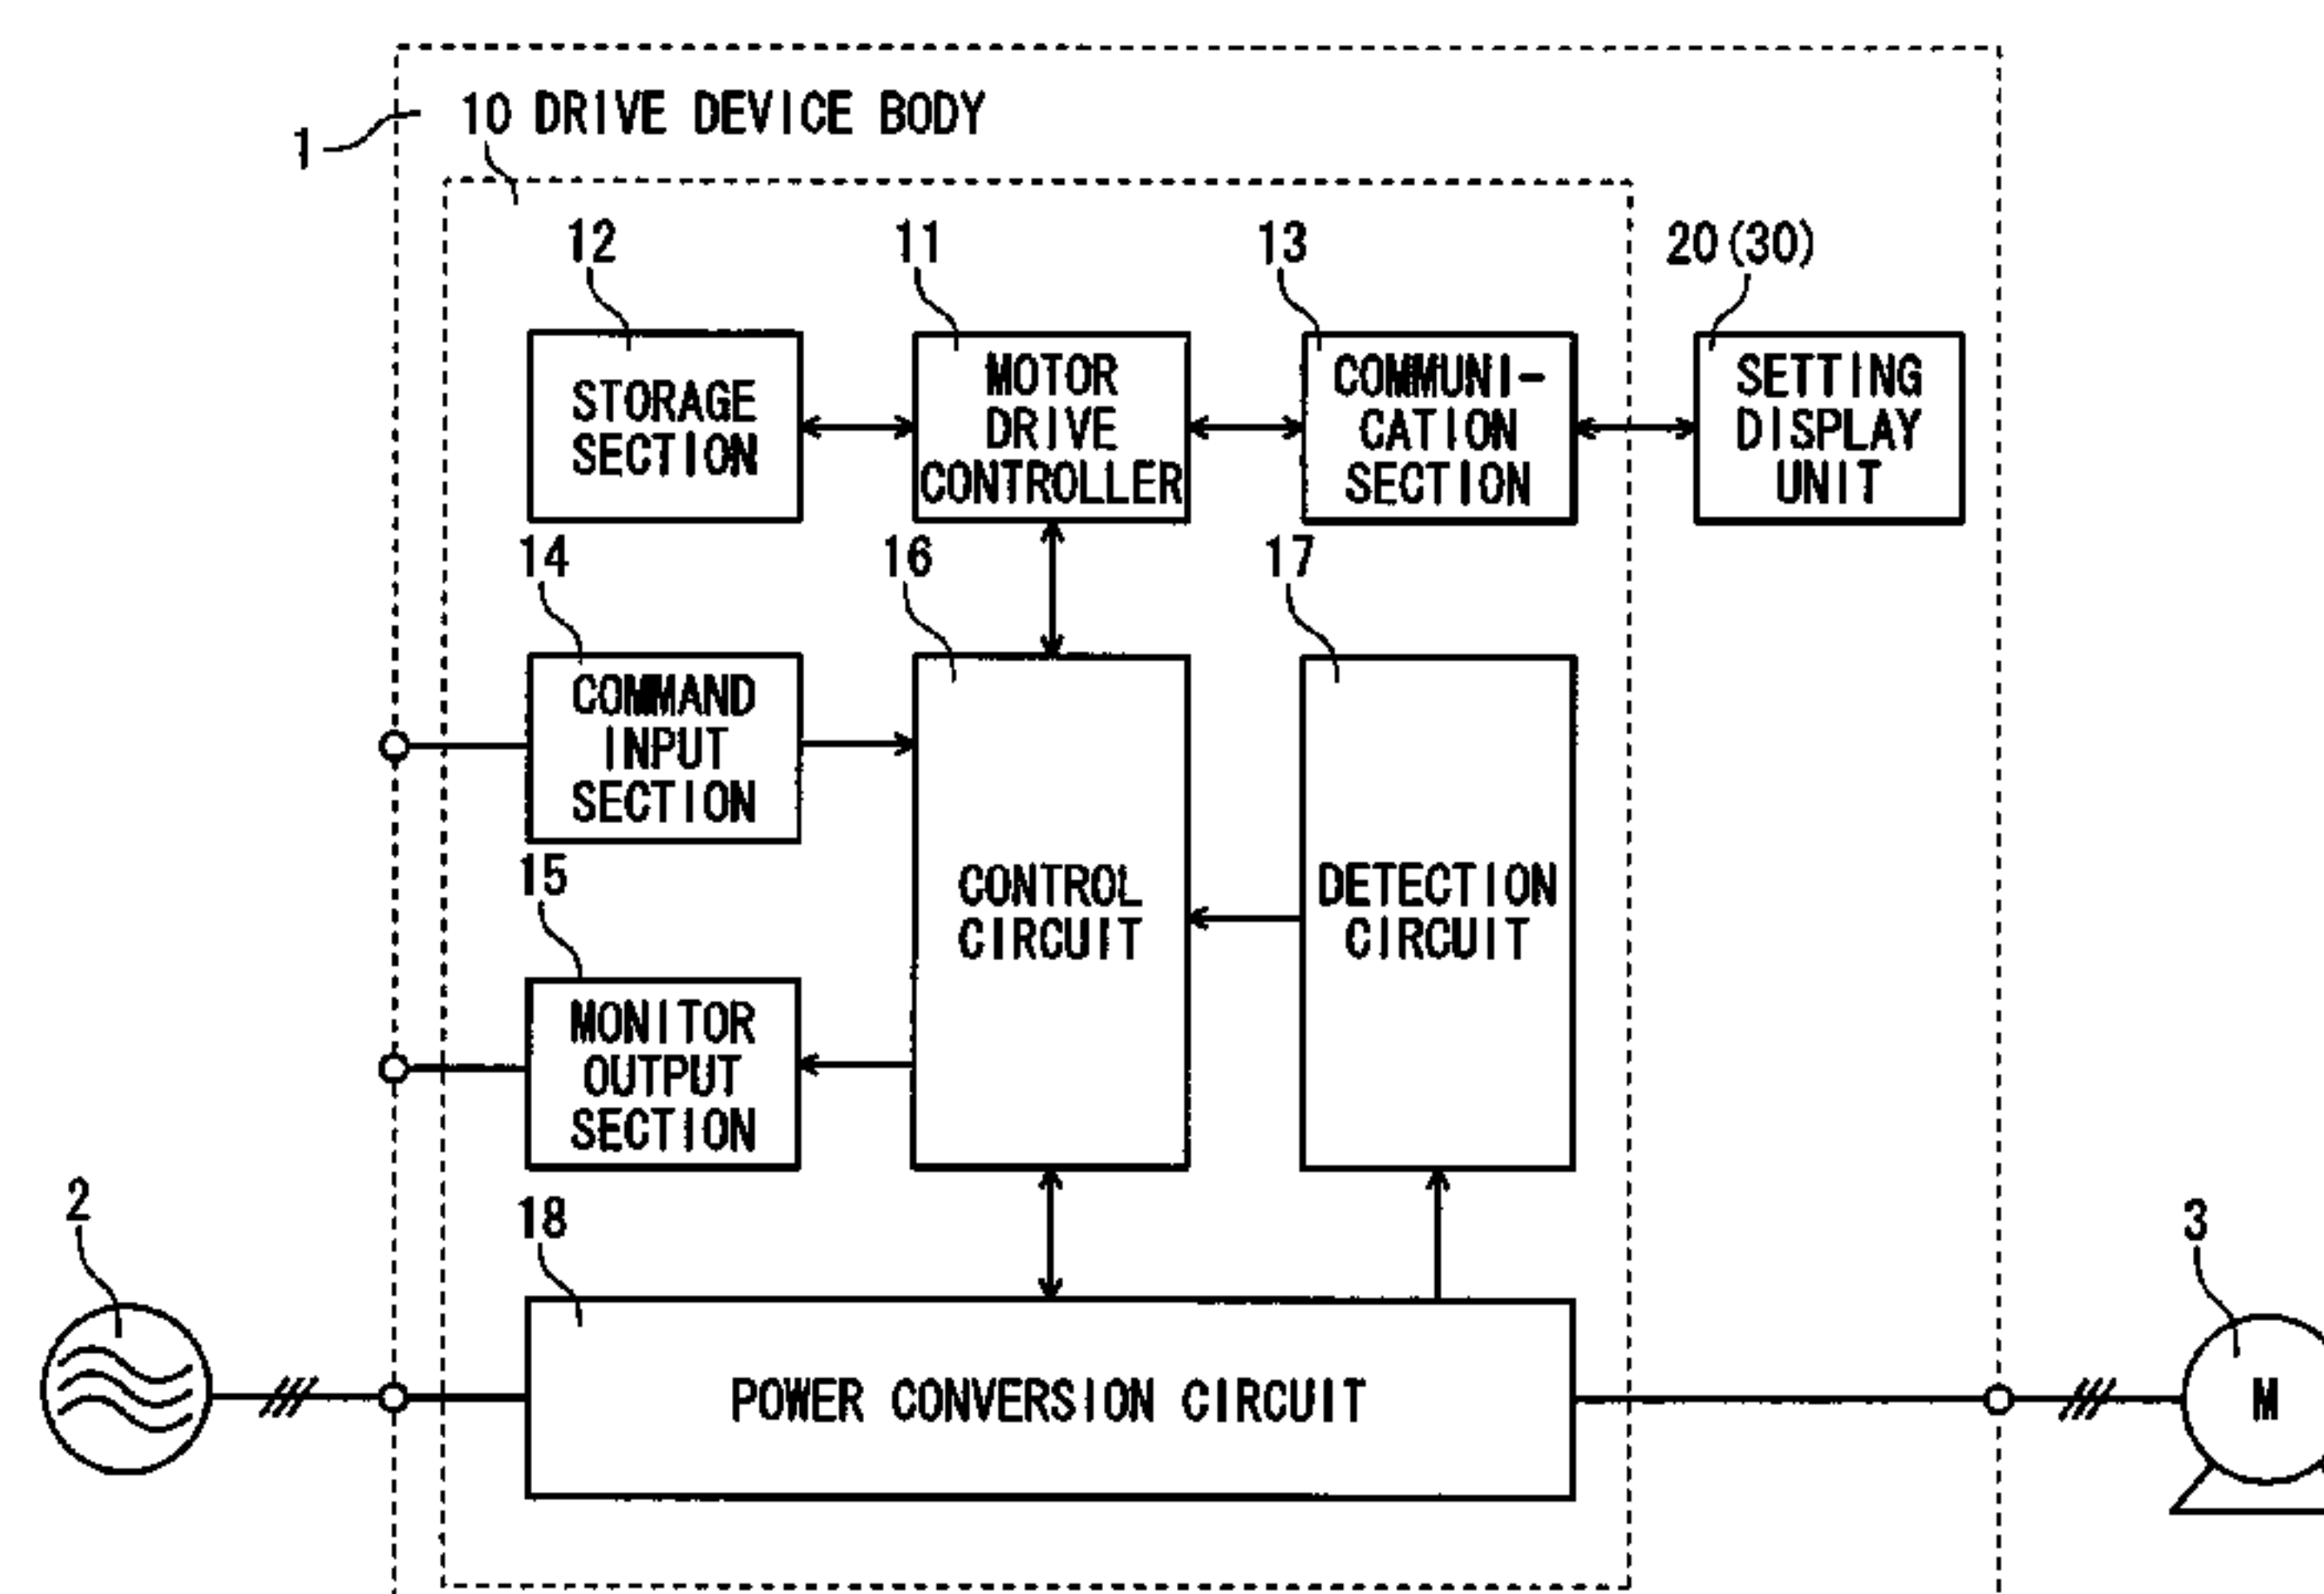 10 DRIVE DEVICE BODY
1
12
11
13
20(30)
STORAGE
SECTION
MOTOR
DRIVE
CONTROLLER
COMMUNI-
CATION
SECTION
SETTING
DISPLAY
UNIT
14
16
17
COMMAND
INPUT
SECTION
15
CONTROL
CIRCUIT
DETECTION
CIRCUIT
MONITOR
OUTPUT
SECTION
2
18
3
POWER CONVERSION CIRCUIT
M